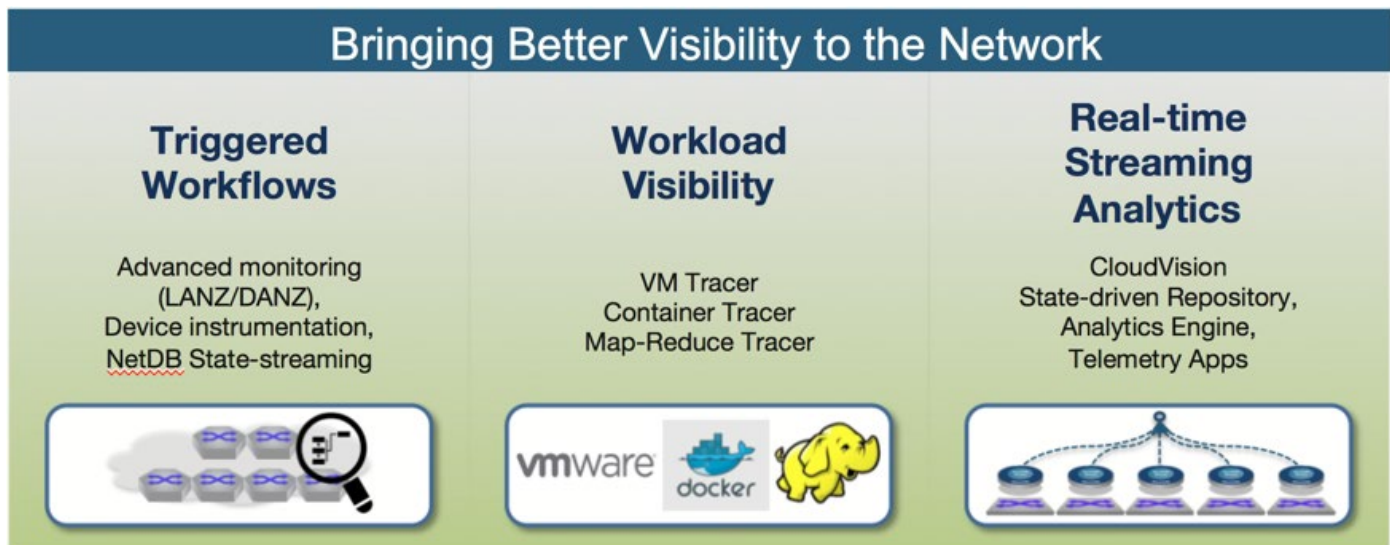 Bringing Better Visibility to the Network
Triggered
Workflows
Advanced monitoring
(LANZ/DANZ),
Device instrumentation,
NetDB State-streaming
Workload
Visibility
VM Tracer
Container Tracer
Map-Reduce Tracer
vmware
docker
Real-time
Streaming
Analytics
CloudVision
State-driven Repository,
Analytics Engine,
Telemetry Apps